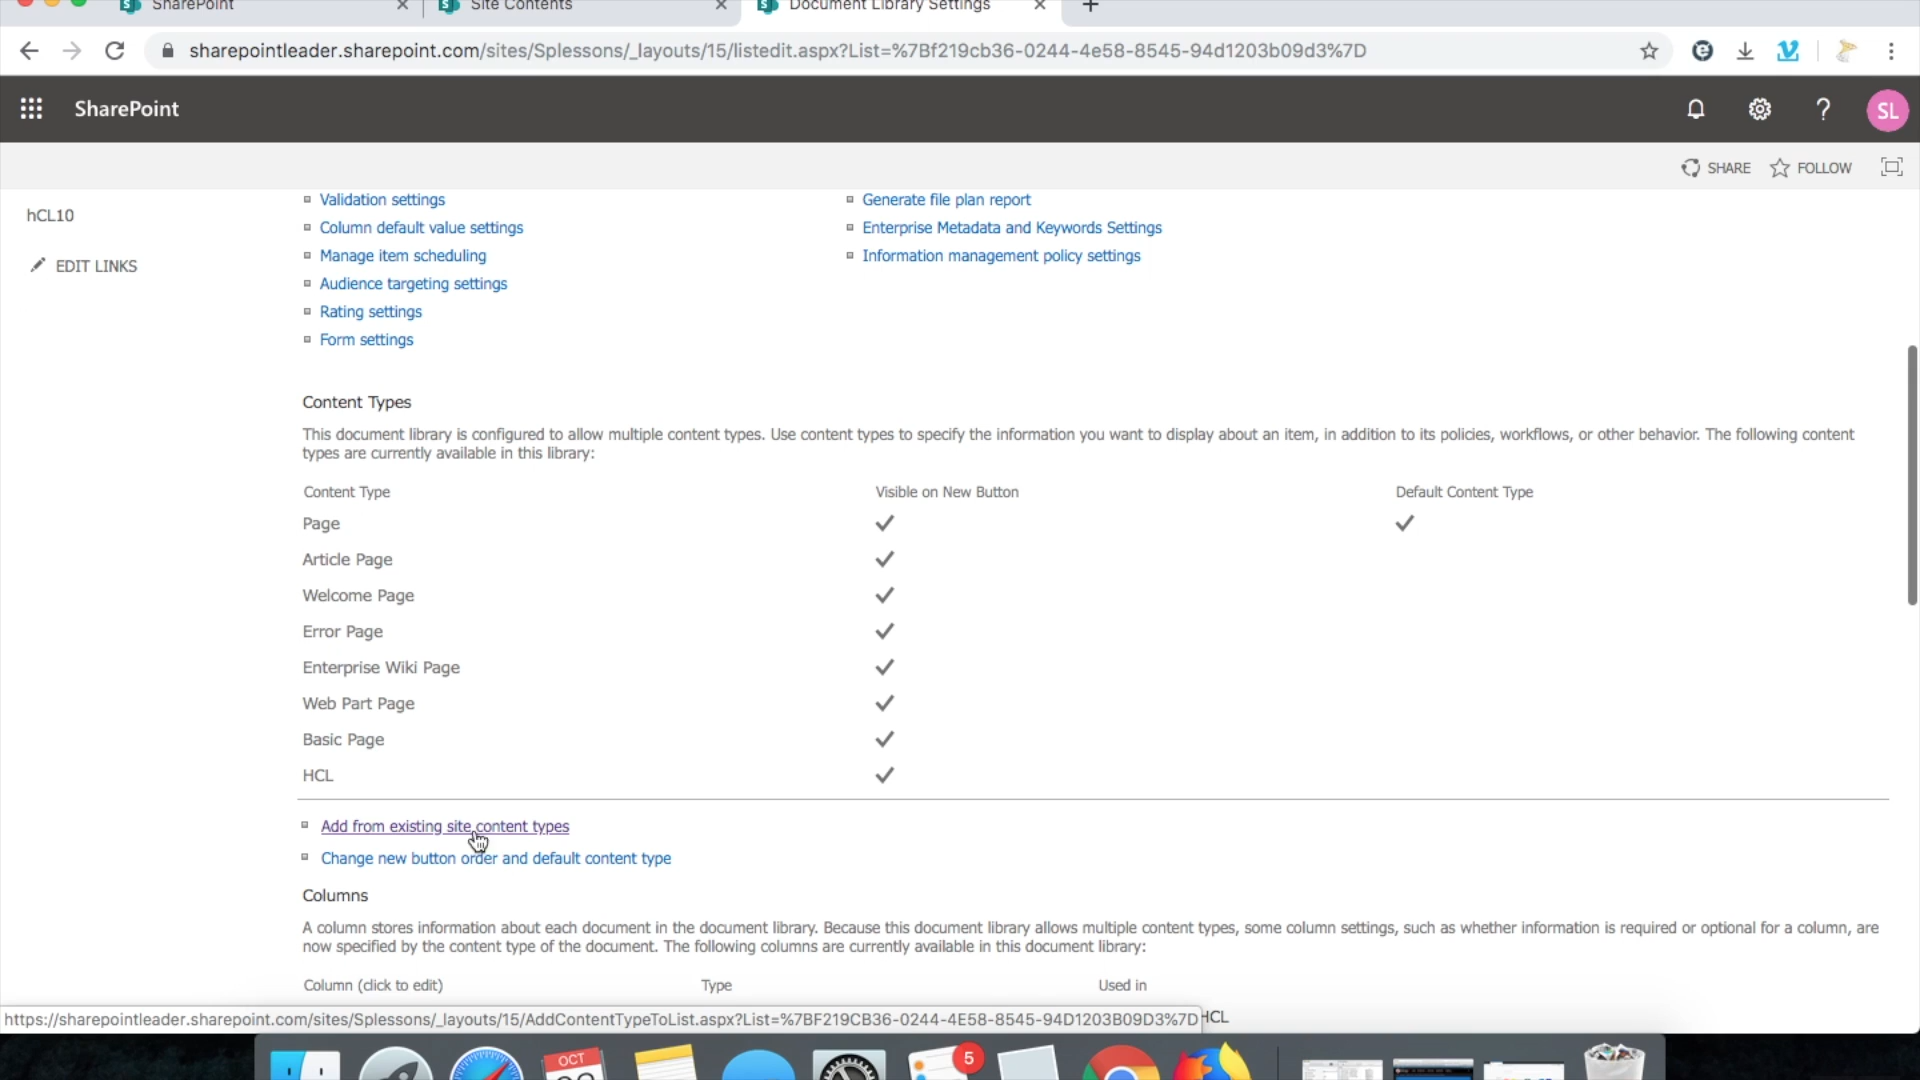 SharePoint
Site Contents
Document Library Settings
sharepointleader.sharepoint.com/sites/Splessons/_layouts/15/listedit.aspx?List=%7Bf219cb36-0244-4e58-8545-94d1203b09d3%7D
SharePoint
SL
SHARE
FOLLOW
hCL10
EDIT LINKS
Validation settings
Column default value settings
Manage item scheduling
Audience targeting settings
Rating settings
Form settings
Generate file plan report
Enterprise Metadata and Keywords Settings
Information management policy settings
Content Types
This document library is configured to allow multiple content types. Use content types to specify the information you want to display about an item, in addition to its policies, workflows, or other behavior. The following content
types are currently available in this library:
Content Type Visible on New Button Default Content Type
Page
Article Page
Welcome Page
Error Page
Enterprise Wiki Page
Web Part Page
Basic Page
HCL
Add from existing site content types
Change new button order and default content type
Columns
A column stores information about each document in the document library. Because this document library allows multiple content types, some column settings, such as whether information is required or optional for a column, are
now specified by the content type of the document. The following columns are currently available in this document library:
Column (click to edit) Type Used in
https://sharepointleader.sharepoint.com/sites/Splessons/_layouts/15/AddContentTypeToList.aspx?List=%7BF219CB36-0244-4E58-8545-94D1203B09D3%7D
HCL
OCT
5